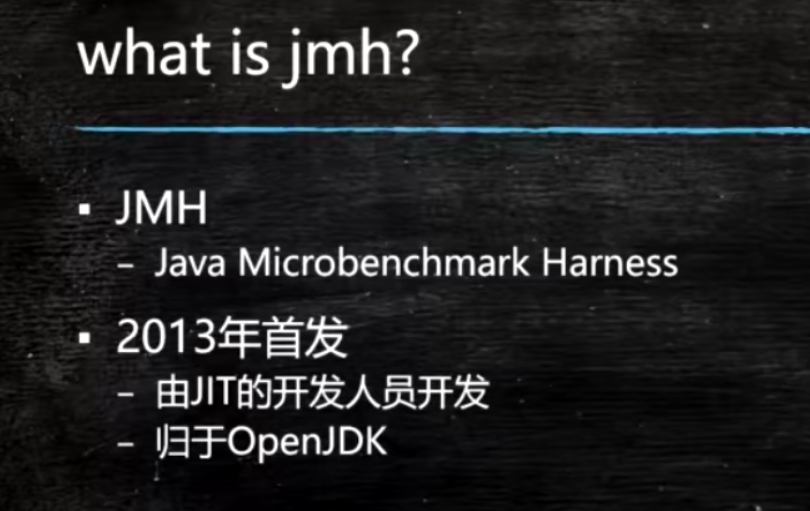 what is jmh?
▪ JMH
– Java Microbenchmark Harness
▪ 2013年首发
– 由JIT的开发人员开发
– 归于OpenJDK